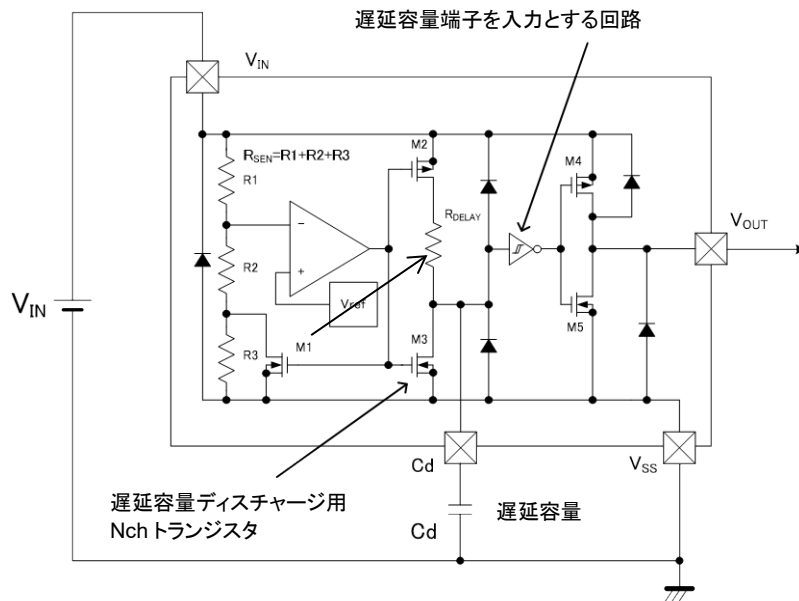 遅延容量端子を入力とする回路
VIN
RSEN=R1+R2+R3
M2
M4
R1
RDELAY
VOUT
−
R2
+
Vref
VIN
M1
M3
M5
R3
Cd
VSS
遅延容量ディスチャージ用
Nch トランジスタ
遅延容量
Cd